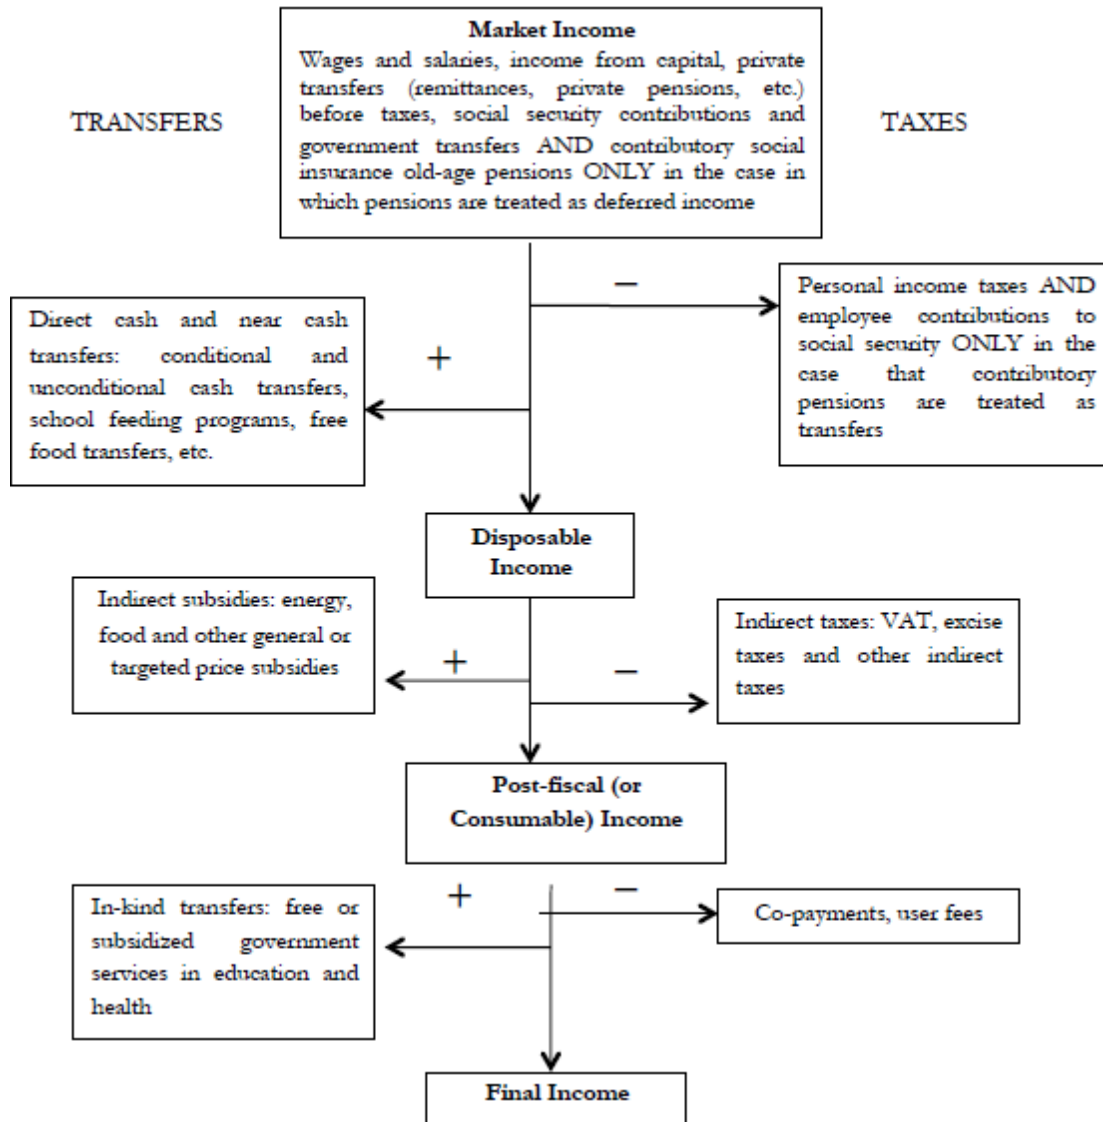 Market Income
Wages and salaries, income from capital, private
transfers (remittances, private pensions, etc.)
before taxes, social security contributions and
government transfers AND contributory social
insurance old-age pensions ONLY in the case in
which pensions are treated as deferred income
TRANSFERS
TAXES
−
Personal income taxes AND
employee contributions to
social security ONLY in the
case that contributory
pensions are treated as
transfers
Direct cash and near cash
transfers: conditional and
unconditional cash transfers,
school feeding programs, free
food transfers, etc.
+
Disposable
Income
Indirect subsidies: energy,
food and other general or
targeted price subsidies
+
−
Indirect taxes: VAT, excise
taxes and other indirect
taxes
Post-fiscal (or
Consumable) Income
In-kind transfers: free or
subsidized government
services in education and
health
+
−
Co-payments, user fees
Final Income